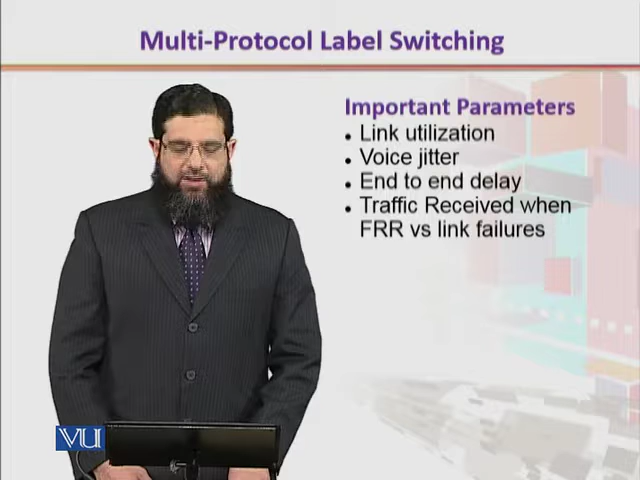 Multi-Protocol Label Switching
Important Parameters
• Link utilization
• Voice jitter
• End to end delay
• Traffic Received when
FRR vs link failures
VU